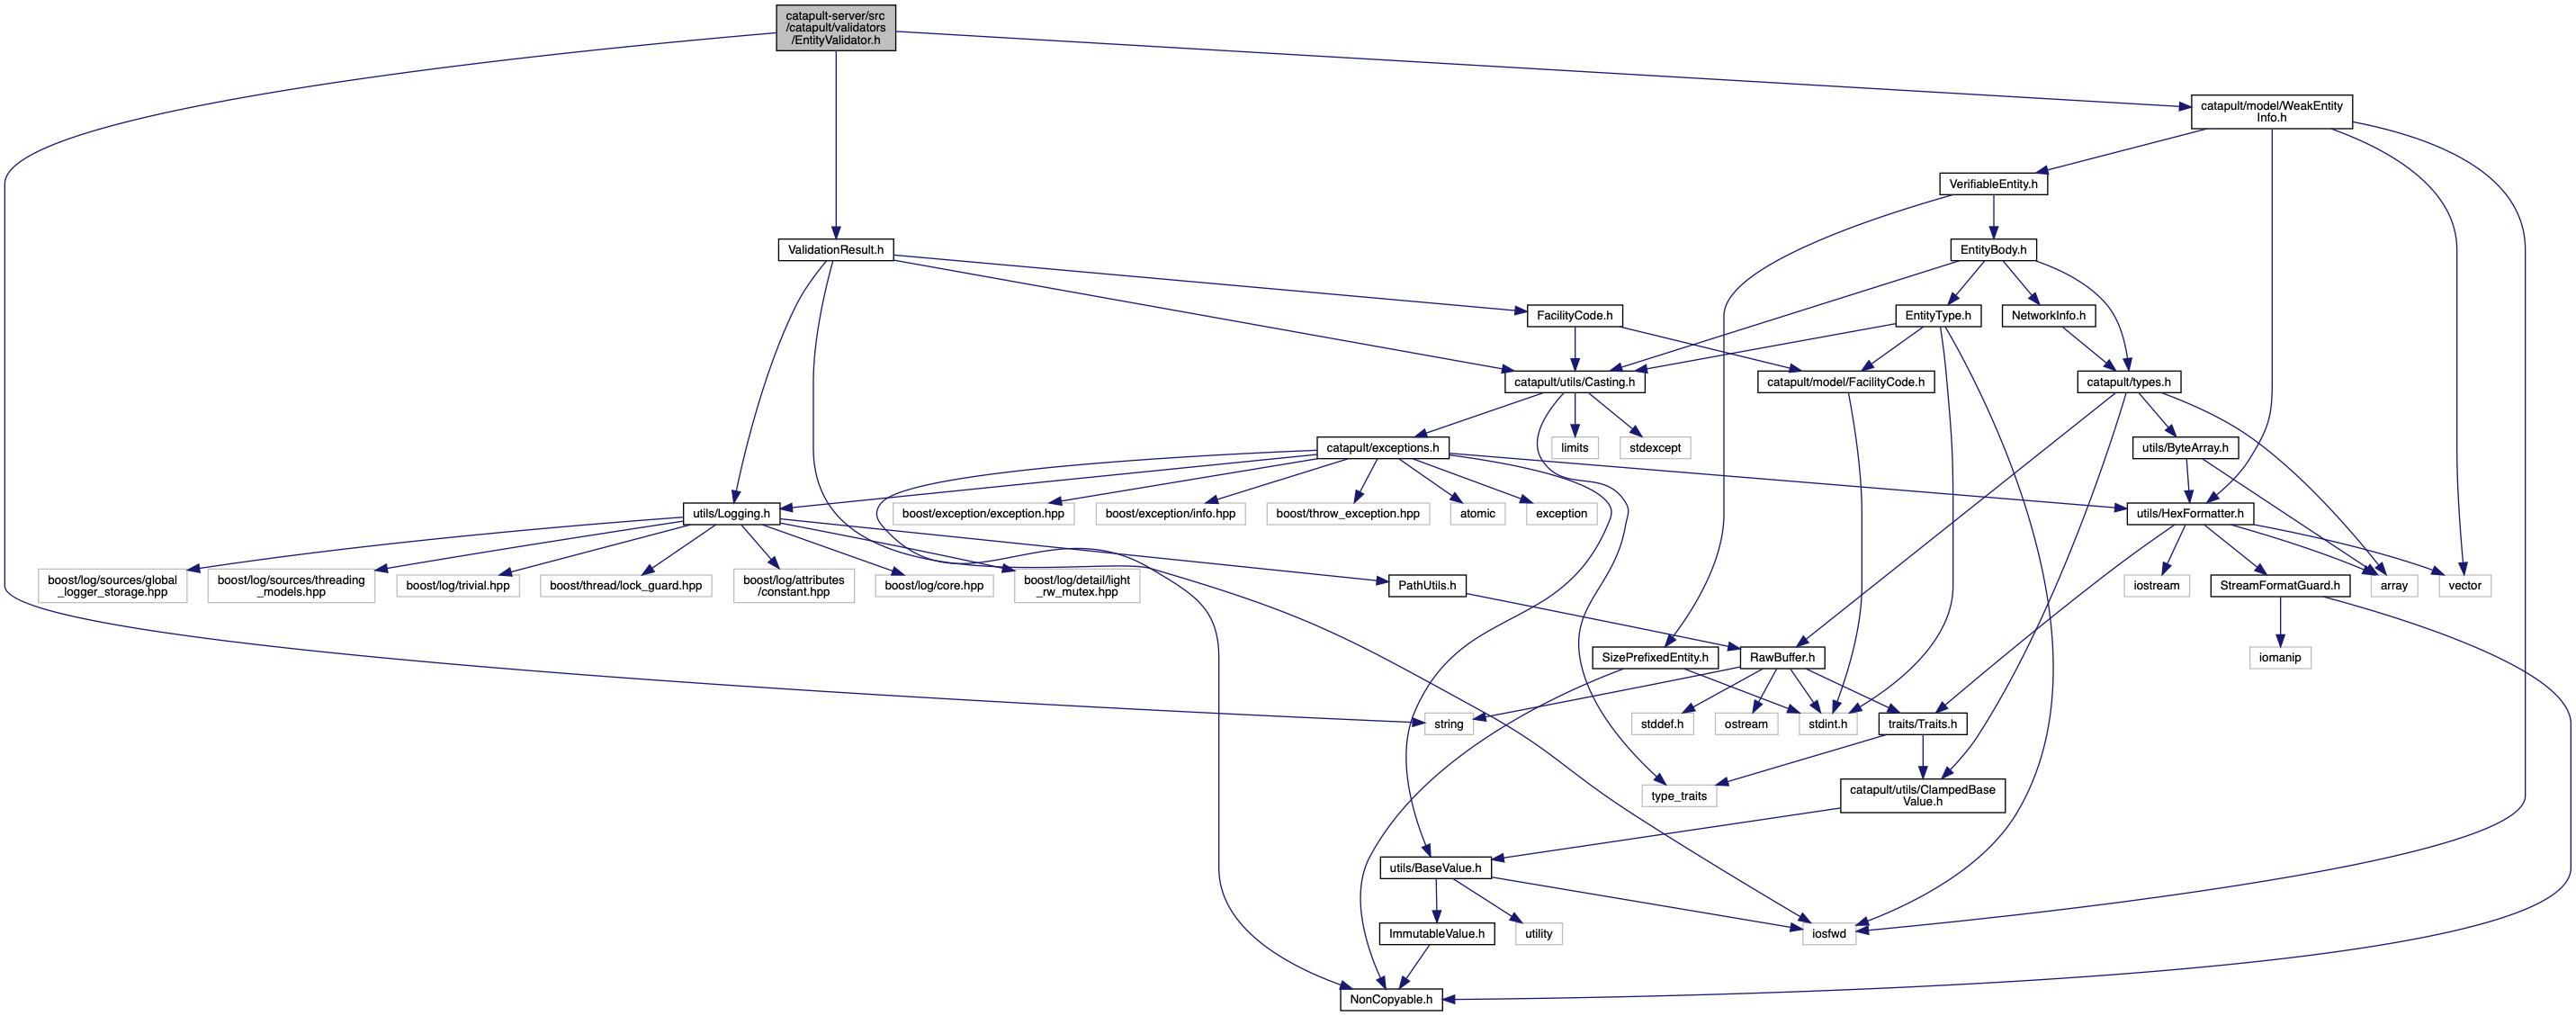 catapult-server/src
/catapult/validators
/EntityValidator.h
catapult/model/WeakEntity
Info.h
VerifiableEntity.h
ValidationResult.h
EntityBody.h
FacilityCode.h
EntityType.h
NetworkInfo.h
catapult/utils/Casting.h
catapult/model/FacilityCode.h
catapult/types.h
catapult/exceptions.h
limits
stdexcept
utils/ByteArray.h
utils/Logging.h
boost/exception/exception.hpp
boost/exception/info.hpp
boost/throw_exception.hpp
atomic
exception
utils/HexFormatter.h
boost/log/sources/global
_logger_storage.hpp
boost/log/sources/threading
_models.hpp
boost/log/trivial.hpp
boost/thread/lock_guard.hpp
boost/log/attributes
/constant.hpp
boost/log/core.hpp
boost/log/detail/light
_rw_mutex.hpp
PathUtils.h
iostream
StreamFormatGuard.h
array
vector
SizePrefixedEntity.h
RawBuffer.h
iomanip
string
stddef.h
ostream
stdint.h
traits/Traits.h
type_traits
catapult/utils/ClampedBase
Value.h
utils/BaseValue.h
ImmutableValue.h
utility
iosfwd
NonCopyable.h